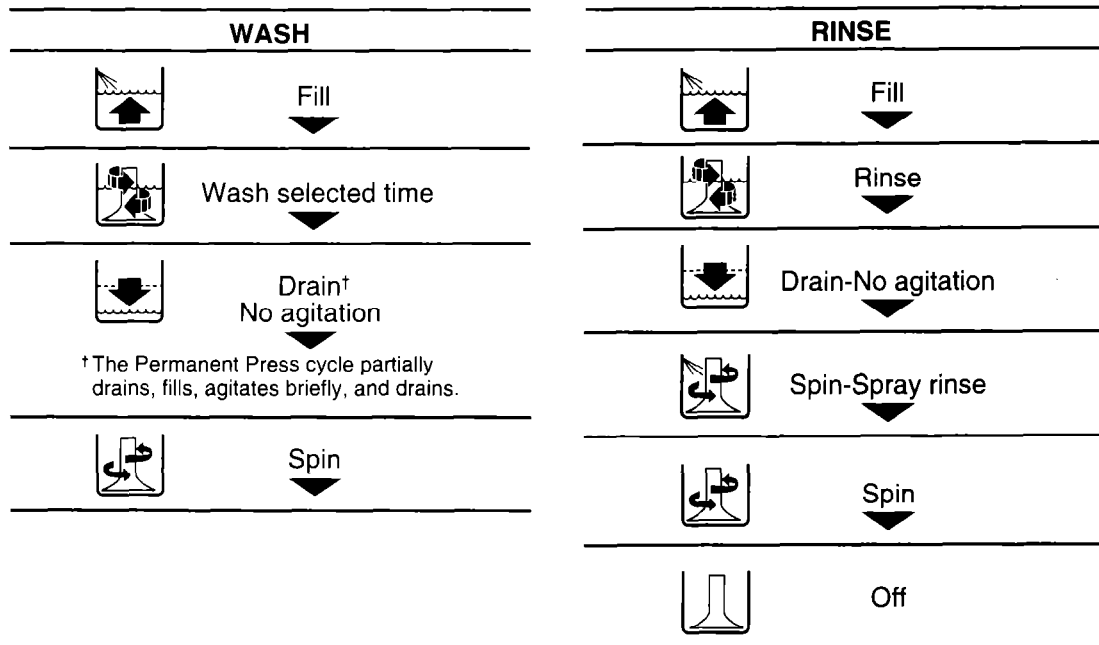 WASH
Fill
Wash selected time
Drain†
No agitation
† The Permanent Press cycle partially
drains, fills, agitates briefly, and drains.
Spin
RINSE
Fill
Rinse
Drain-No agitation
Spin-Spray rinse
Spin
Off